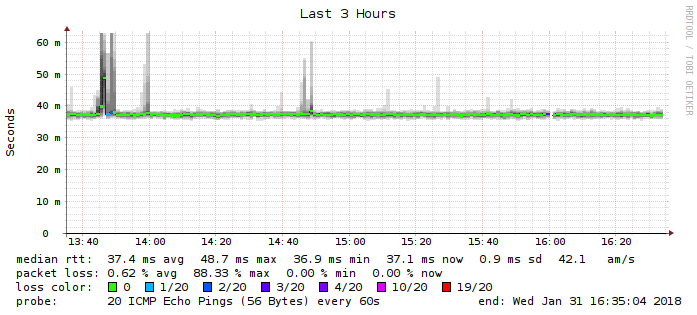 Last 3 Hours
RRDTOOL / TOBI OETIKER
Seconds
60 m
50 m
40 m
30 m
20 m
10 m
0
13:40 14:00 14:20 14:40 15:00 15:20 15:40 16:00 16:20
median rtt: 37.4 ms avg 48.7 ms max 36.9 ms min 37.1 ms now 0.9 ms sd 42.1 am/s
packet loss: 0.62 % avg 88.33 % max 0.00 % min 0.00 % now
loss color: 0 1/20 2/20 3/20 4/20 10/20 19/20
probe: 20 ICMP Echo Pings (56 Bytes) every 60s end: Wed Jan 31 16:35:04 2018